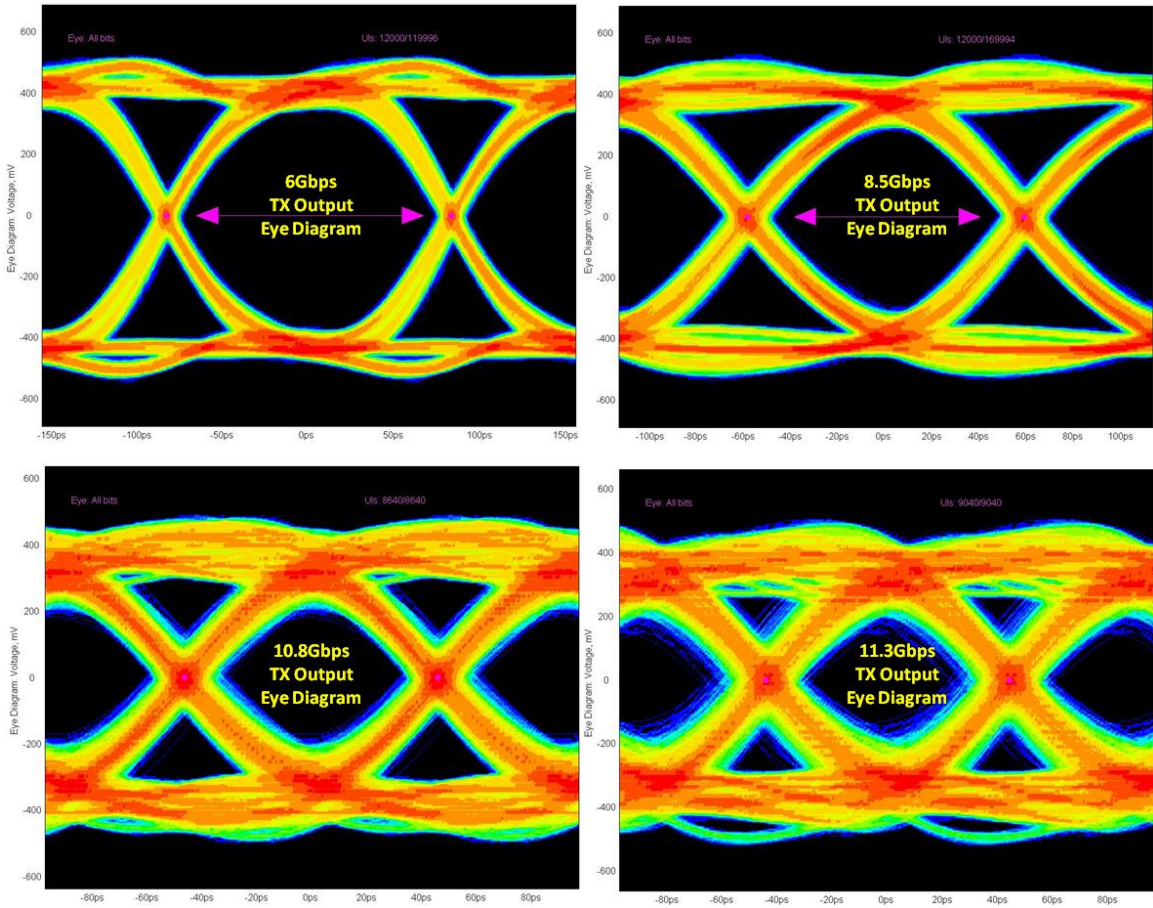 Eye: All bits
UIs: 12000/119996
600
400
200
0
-200
-400
-600
Eye Diagram: Voltage, mV
6Gbps
TX Output
Eye Diagram
-150ps
-100ps
-50ps
0ps
50ps
100ps
150ps
Eye: All bits
UIs: 12000/169994
600
400
200
0
-200
-400
-600
Eye Diagram: Voltage, mV
8.5Gbps
TX Output
Eye Diagram
-100ps
-80ps
-60ps
-40ps
-20ps
0ps
20ps
40ps
60ps
80ps
100ps
Eye: All bits
UIs: 8640/8640
600
400
200
0
-200
-400
-600
Eye Diagram: Voltage, mV
10.8Gbps
TX Output
Eye Diagram
-80ps
-60ps
-40ps
-20ps
0ps
20ps
40ps
60ps
80ps
Eye: All bits
UIs: 9040/9040
600
400
200
0
-200
-400
-600
Eye Diagram: Voltage, mV
11.3Gbps
TX Output
Eye Diagram
-80ps
-60ps
-40ps
-20ps
0ps
20ps
40ps
60ps
80ps